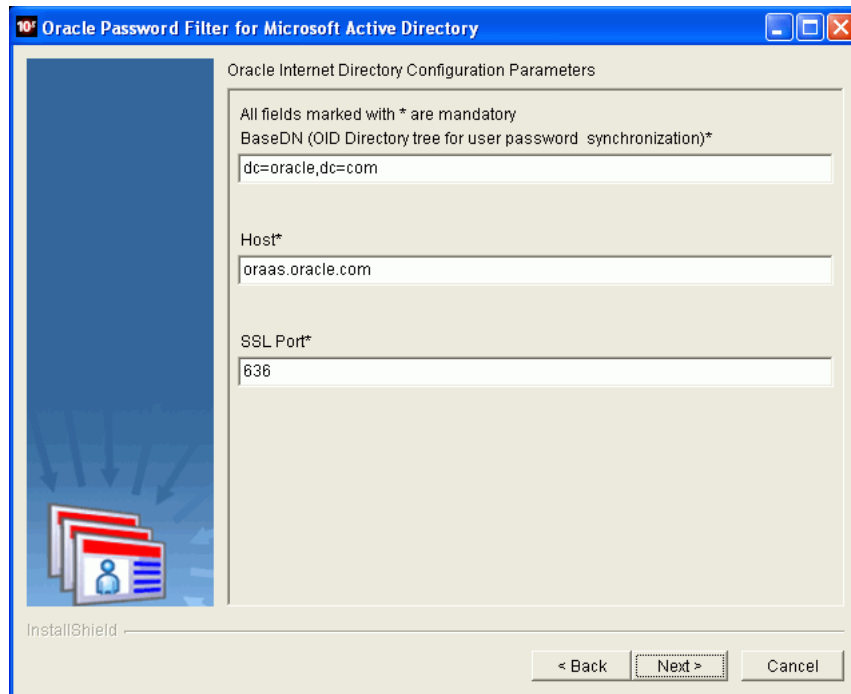 10g Oracle Password Filter for Microsoft Active Directory
Oracle Internet Directory Configuration Parameters
All fields marked with * are mandatory
BaseDN (OID Directory tree for user password synchronization)*
dc=oracle,dc=com
Host*
oraas.oracle.com
SSL Port*
636
InstallShield
< Back
Next >
Cancel